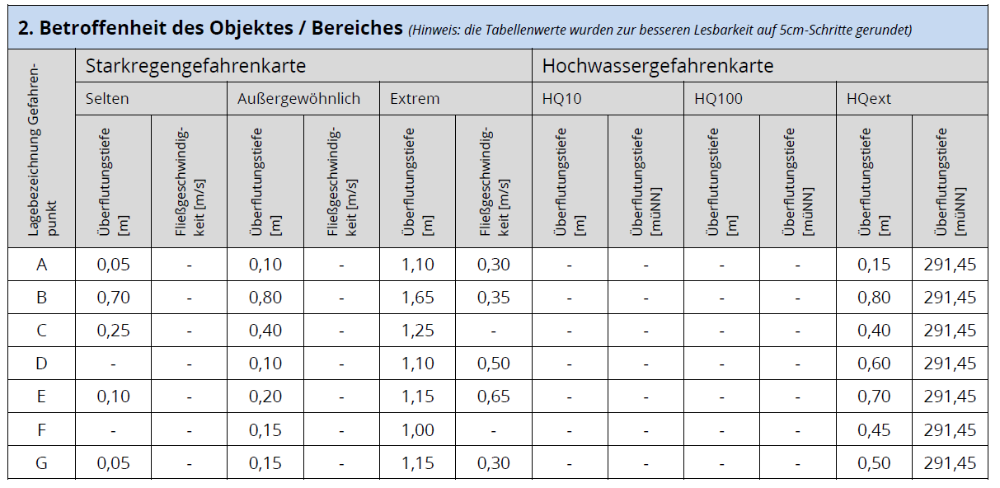 2. Betroffenheit des Objektes / Bereiches (Hinweis: die Tabellenwerte wurden zur besseren Lesbarkeit auf 5cm-Schritte gerundet)
Lagebezeichnung Gefahren-
punkt
Starkregengefahrenkarte Hochwassergefahrenkarte
Selten Außergewöhnlich Extrem HQ10 HQ100 HQext
Überflutungstiefe
[m]
Fließgeschwindig-
keit [m/s]
Überflutungstiefe
[m]
Fließgeschwindig-
keit [m/s]
Überflutungstiefe
[m]
Fließgeschwindig-
keit [m/s]
Überflutungstiefe
[m]
Überflutungstiefe
[müNN]
Überflutungstiefe
[m]
Überflutungstiefe
[müNN]
Überflutungstiefe
[m]
Überflutungstiefe
[müNN]
A 0,05 - 0,10 - 1,10 0,30 - - - - 0,15 291,45
B 0,70 - 0,80 - 1,65 0,35 - - - - 0,80 291,45
C 0,25 - 0,40 - 1,25 - - - - - 0,40 291,45
D - - 0,10 - 1,10 0,50 - - - - 0,60 291,45
E 0,10 - 0,20 - 1,15 0,65 - - - - 0,70 291,45
F - - 0,15 - 1,00 - - - - - 0,45 291,45
G 0,05 - 0,15 - 1,15 0,30 - - - - 0,50 291,45